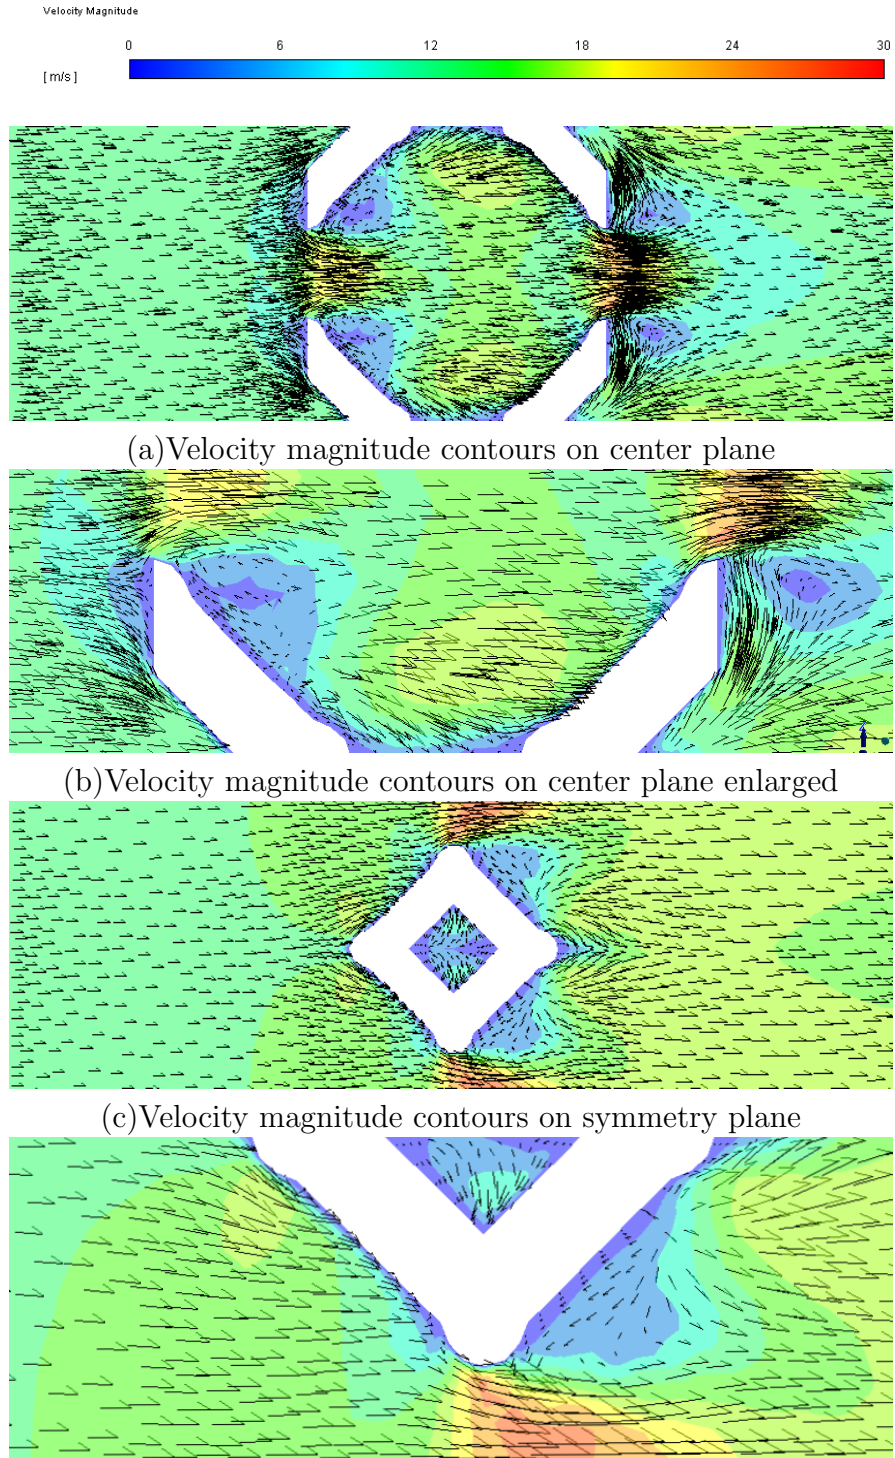 Velocity Magnitude
0 6 12 18 24 30
[ m/s ]
(a)Velocity magnitude contours on center plane
(b)Velocity magnitude contours on center plane enlarged
(c)Velocity magnitude contours on symmetry plane